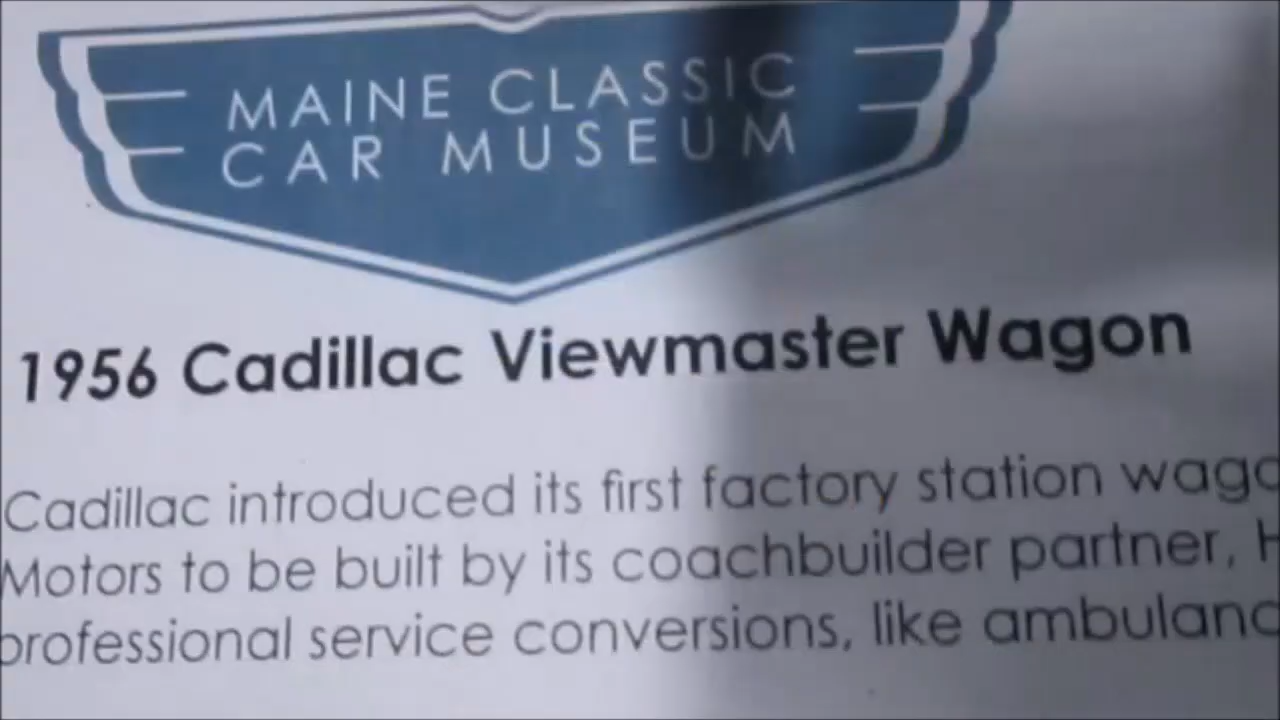 MAINE CLASSIC
CAR MUSEUM
1956 Cadillac Viewmaster Wagon
Cadillac introduced its first factory station
Motors to be built by its coachbuilder partner,
professional service conversions, like